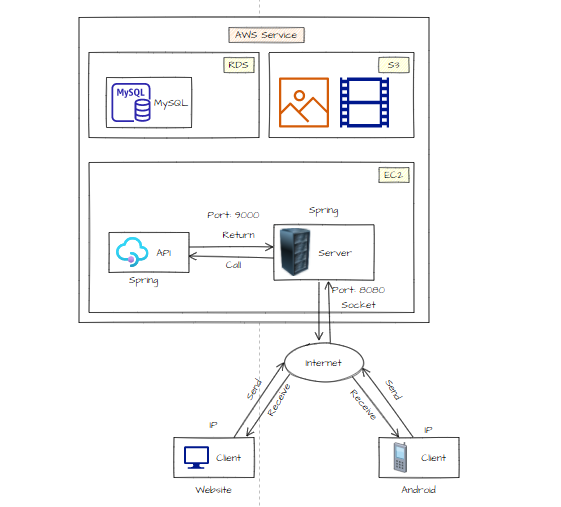 AWS Service
RDS
S3
MySQL
MySQL
EC2
Port: 9000
Spring
Return
API
Server
Call
Spring
Port: 8080
Socket
Internet
Send
Receive
Receive
Send
IP
IP
Client
Client
Website
Android